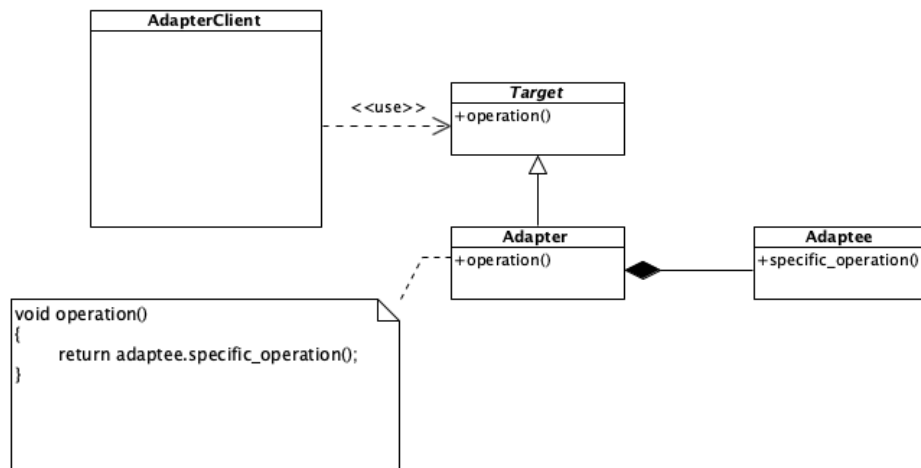 AdapterClient
<<use>>
Target
+operation()
Adapter
+operation()
Adaptee
+specific_operation()
void operation()
{
return adaptee.specific_operation();
}